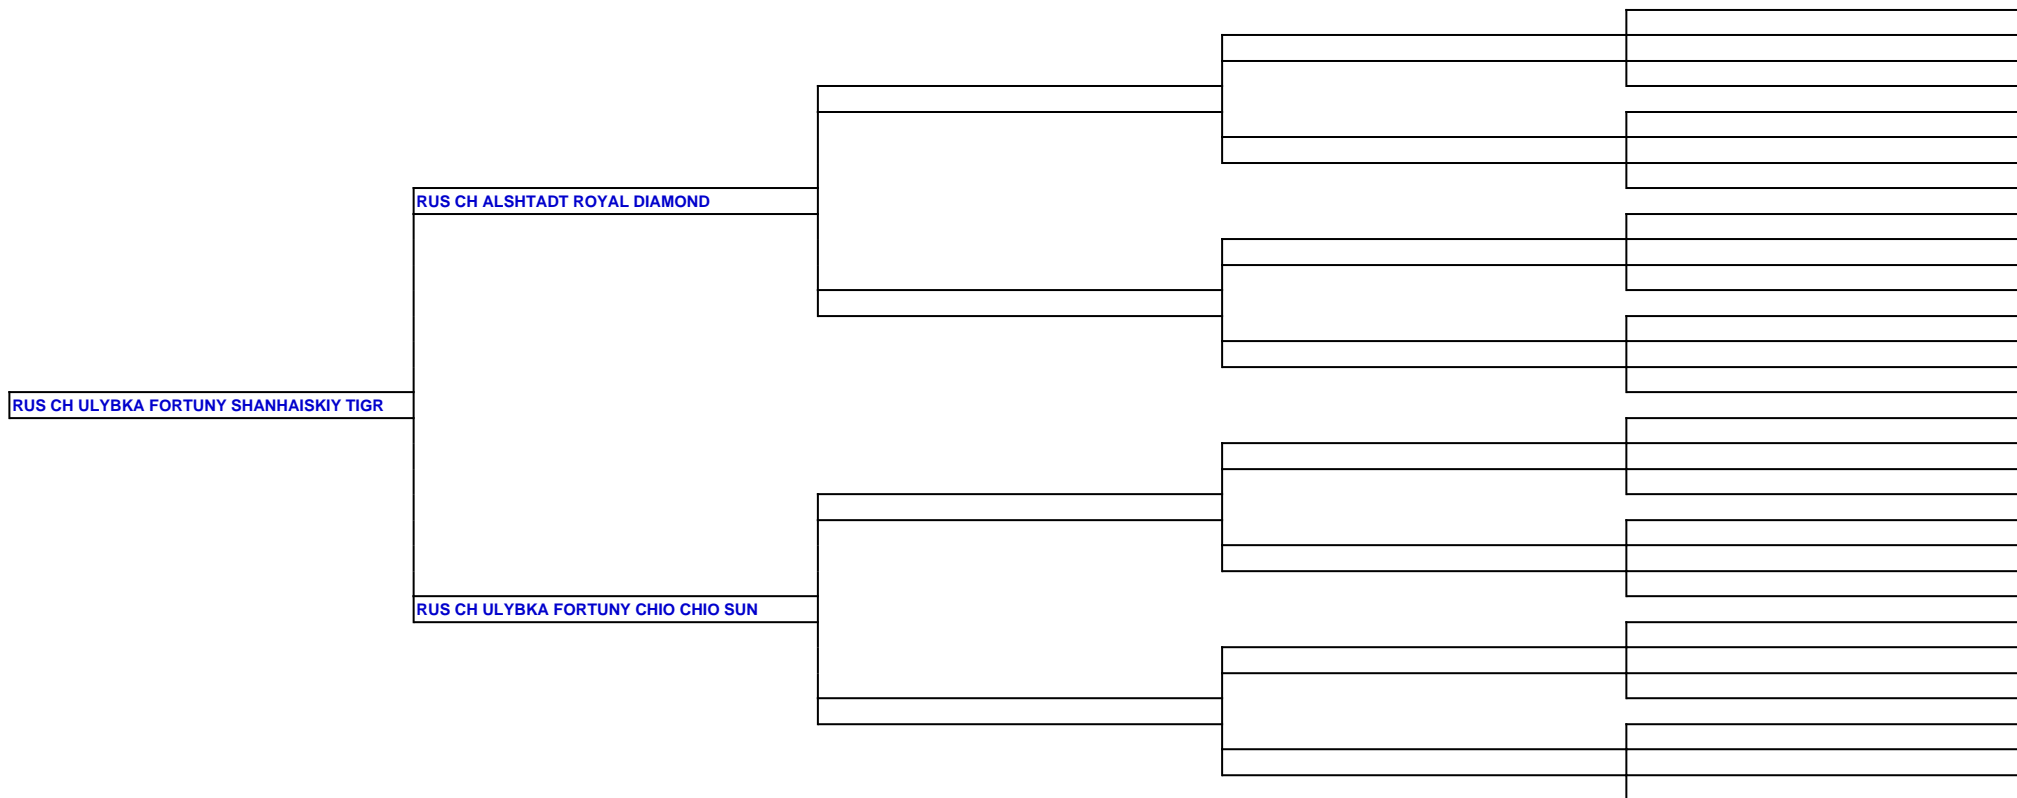 RUS CH ALSHTADT ROYAL DIAMOND
RUS CH ULYBKA FORTUNY SHANHAISKIY TIGR
RUS CH ULYBKA FORTUNY CHIO CHIO SUN